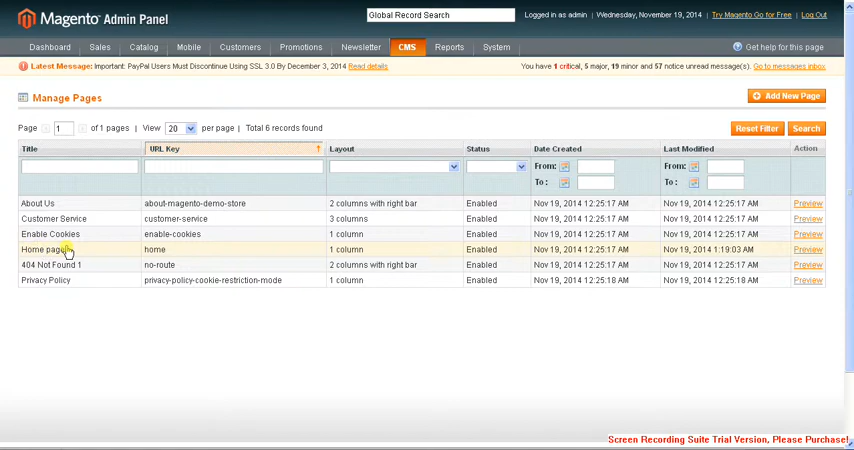 Magento Admin Panel
Global Record Search
Logged in as admin | Wednesday, November 19, 2014 | Try Magento Go for Free | Log Out
Dashboard Sales Catalog Mobile Customers Promotions Newsletter CMS Reports System Get help for this page
Latest Message: Important: PayPal Users Must Discontinue Using SSL 3.0 By December 3, 2014 Read details You have 1 critical, 5 major, 19 minor and 57 notice unread message(s). Go to messages inbox
Manage Pages Add New Page
Page 1 of 1 pages | View 20 per page | Total 6 records found Reset Filter Search
Title URL Key Layout Status Date Created Last Modified Action
From: From:
To : To :
About Us about-magento-demo-store 2 columns with right bar Enabled Nov 19, 2014 12:25:17 AM Nov 19, 2014 12:25:17 AM Preview
Customer Service customer-service 3 columns Enabled Nov 19, 2014 12:25:17 AM Nov 19, 2014 12:25:17 AM Preview
Enable Cookies enable-cookies 1 column Enabled Nov 19, 2014 12:25:17 AM Nov 19, 2014 12:25:17 AM Preview
Home page home 1 column Enabled Nov 19, 2014 12:25:17 AM Nov 19, 2014 1:19:03 AM Preview
404 Not Found 1 no-route 2 columns with right bar Enabled Nov 19, 2014 12:25:17 AM Nov 19, 2014 12:25:17 AM Preview
Privacy Policy privacy-policy-cookie-restriction-mode 1 column Enabled Nov 19, 2014 12:25:18 AM Nov 19, 2014 12:25:18 AM Preview
Screen Recording Suite Trial Version, Please Purchase!